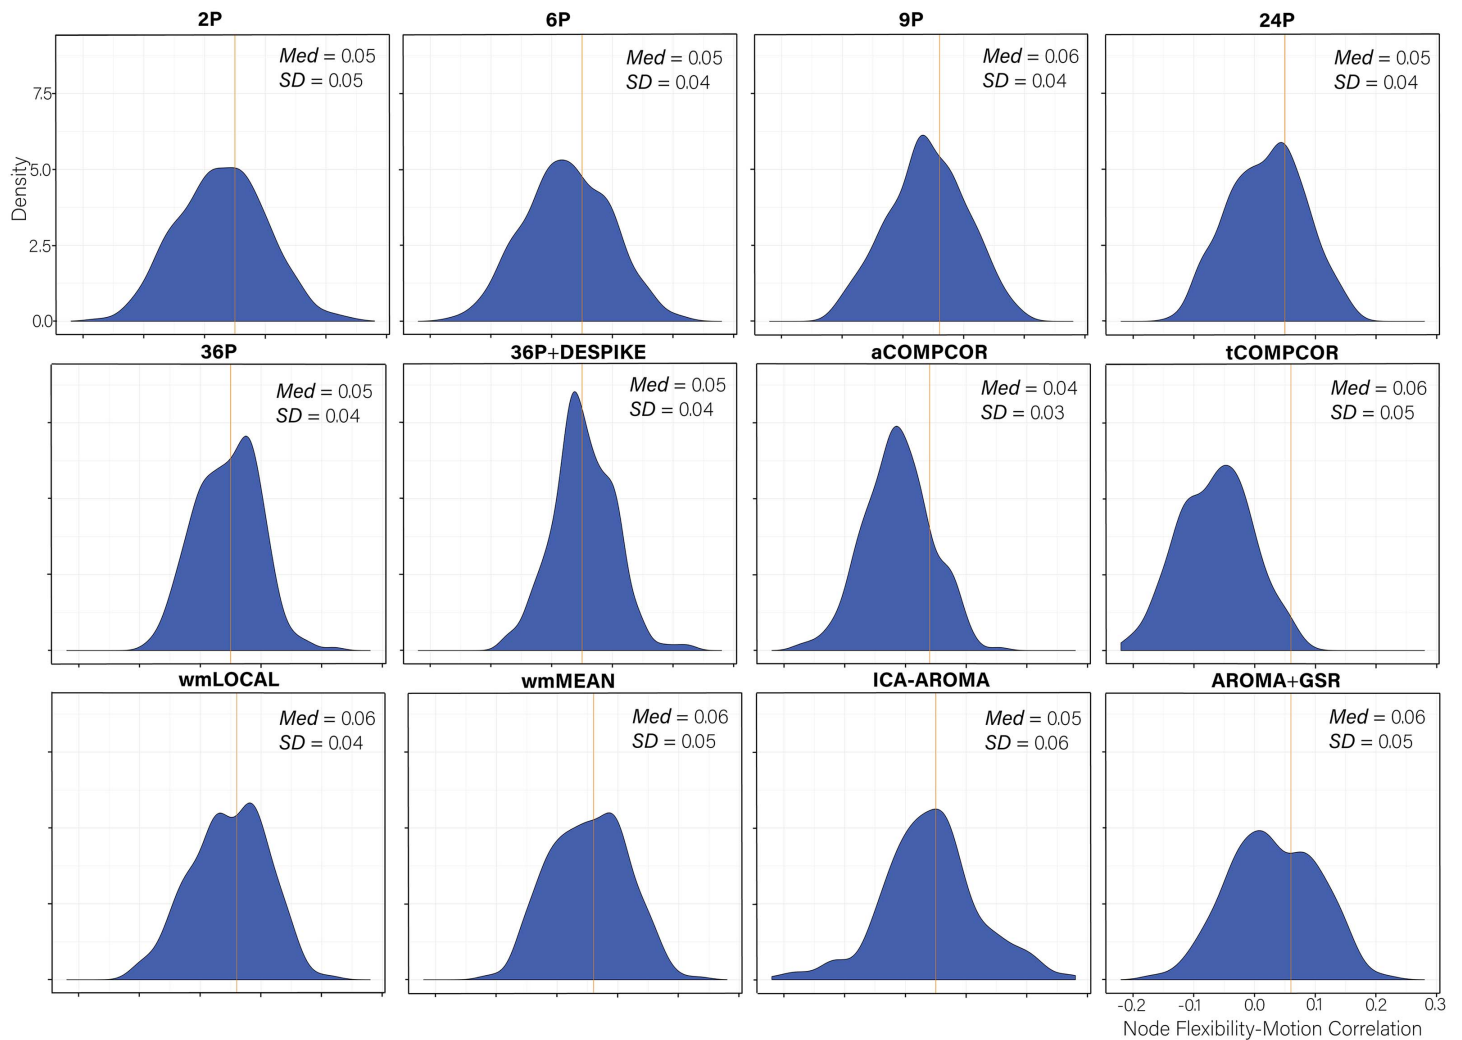 2P
6P
9P
24P
Med = 0.05
SD = 0.05
Med = 0.05
SD = 0.04
Med = 0.06
SD = 0.04
Med = 0.05
SD = 0.04
7.5
5.0
2.5
0.0
Density
36P
36P+DESPIKE
aCOMPCOR
tCOMPCOR
Med = 0.05
SD = 0.04
Med = 0.05
SD = 0.04
Med = 0.04
SD = 0.03
Med = 0.06
SD = 0.05
wmLOCAL
wmMEAN
ICA-AROMA
AROMA+GSR
Med = 0.06
SD = 0.04
Med = 0.06
SD = 0.05
Med = 0.05
SD = 0.06
Med = 0.06
SD = 0.05
-0.2 -0.1 0.0 0.1 0.2 0.3
Node Flexibility-Motion Correlation